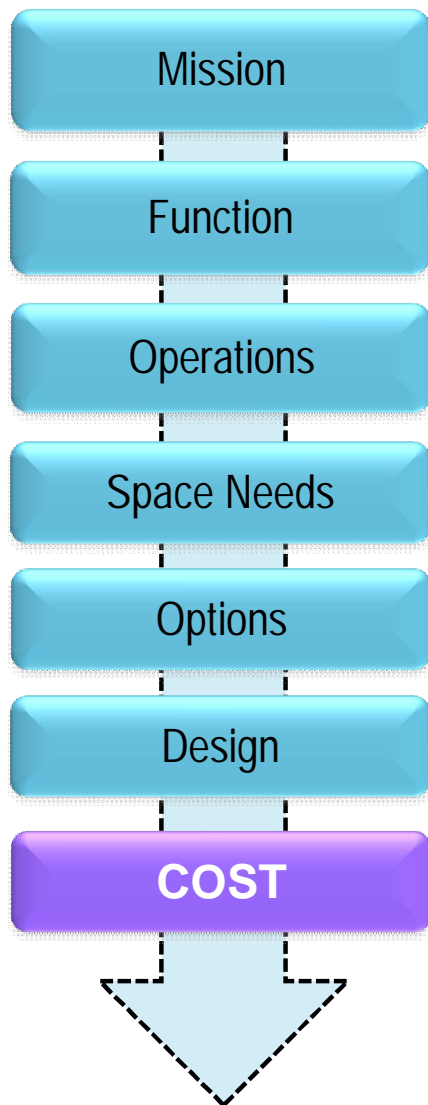 Mission
Function
Operations
Space Needs
Options
Design
COST